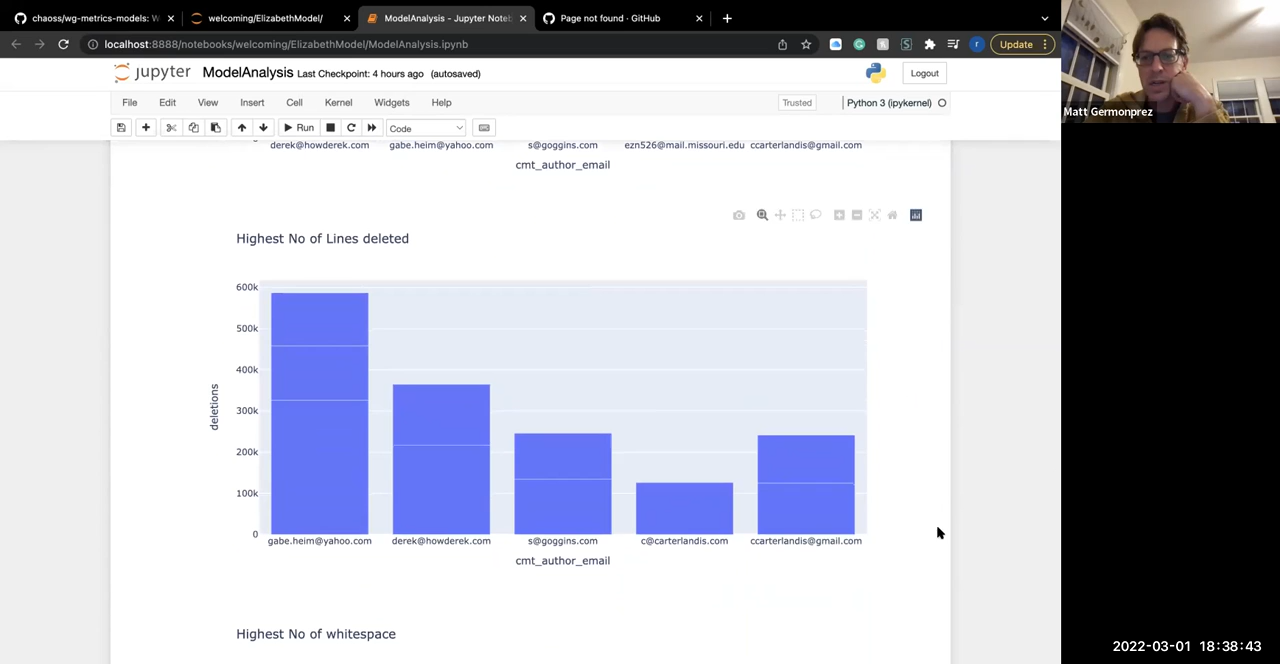 chaoss/wg-metrics-models: W
welcoming/ElizabethModel/
ModelAnalysis - Jupyter Note
Page not found · GitHub
localhost:8888/notebooks/welcoming/ElizabethModel/ModelAnalysis.ipynb
Update
jupyter ModelAnalysis Last Checkpoint: 4 hours ago (autosaved)
Logout
File Edit View Insert Cell Kernel Widgets Help
Trusted
Python 3 (ipykernel)
Run
Code
derek@howderek.com gabe.heim@yahoo.com s@goggins.com ezn526@mail.missouri.edu ccarterlandis@gmail.com
cmt_author_email
Highest No of Lines deleted
600k
500k
400k
300k
200k
100k
0
deletions
gabe.heim@yahoo.com derek@howderek.com s@goggins.com c@carterlandis.com ccarterlandis@gmail.com
cmt_author_email
Highest No of whitespace
Matt Germonprez
2022-03-01 18:38:43